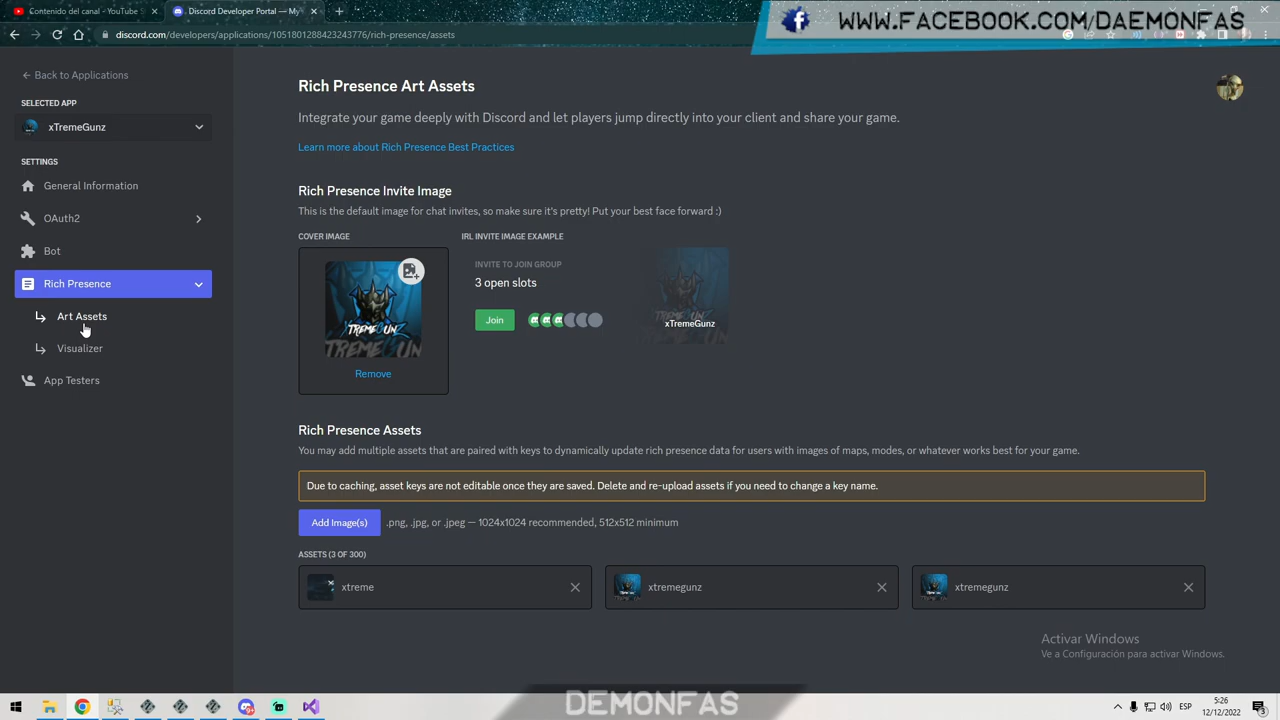 Contenido del canal - YouTube S
Discord Developer Portal — My
WWW.FACEBOOK.COM/DAEMONFAS
discord.com/developers/applications/1051801288423243776/rich-presence/assets
Back to Applications
SELECTED APP
xTremeGunz
SETTINGS
General Information
OAuth2
Bot
Rich Presence
Art Assets
Visualizer
App Testers
Rich Presence Art Assets
Integrate your game deeply with Discord and let players jump directly into your client and share your game.
Learn more about Rich Presence Best Practices
Rich Presence Invite Image
This is the default image for chat invites, so make sure it's pretty! Put your best face forward :)
COVER IMAGE
IRL INVITE IMAGE EXAMPLE
INVITE TO JOIN GROUP
3 open slots
Join
xTremeGunz
Remove
Rich Presence Assets
You may add multiple assets that are paired with keys to dynamically update rich presence data for users with images of maps, modes, or whatever works best for your game.
Due to caching, asset keys are not editable once they are saved. Delete and re-upload assets if you need to change a key name.
Add Image(s)
.png, .jpg, or .jpeg — 1024x1024 recommended, 512x512 minimum
ASSETS (3 OF 300)
xtreme
xtremegunz
xtremegunz
Activar Windows
Ve a Configuración para activar Windows.
DEMONFAS
ESP
5:26
12/12/2022
3